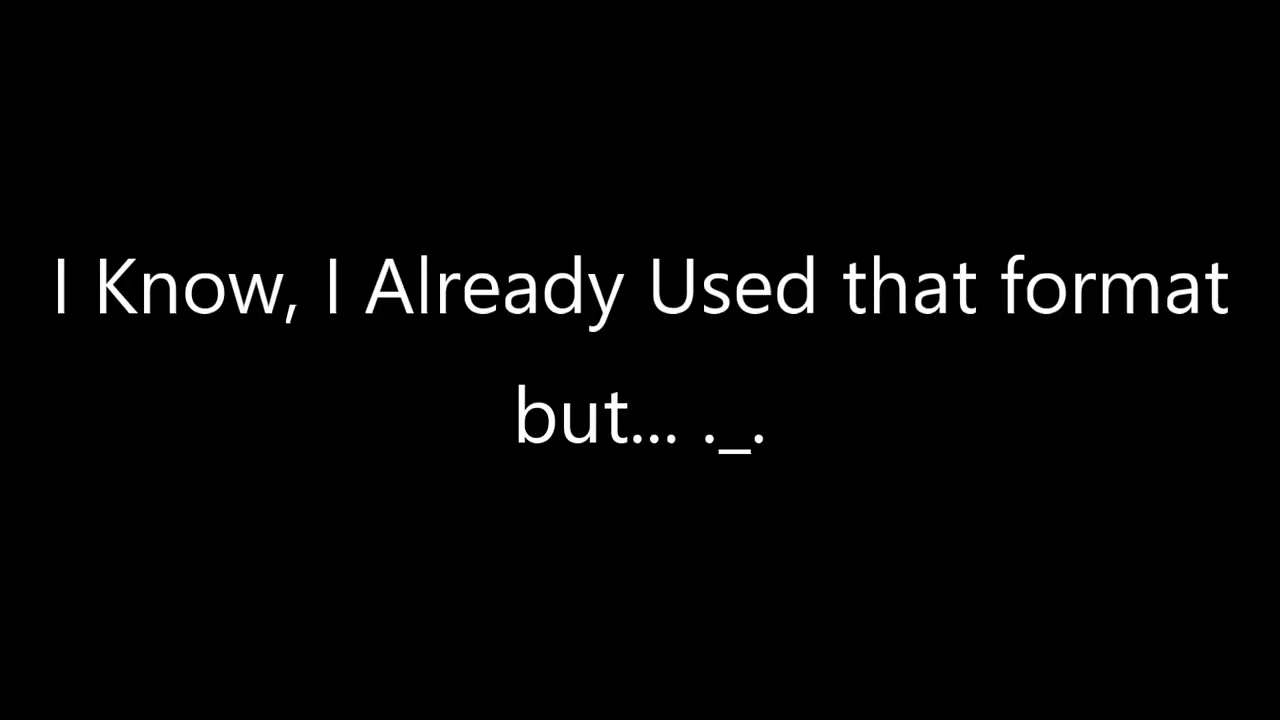 I Know, I Already Used that format
but... ._.